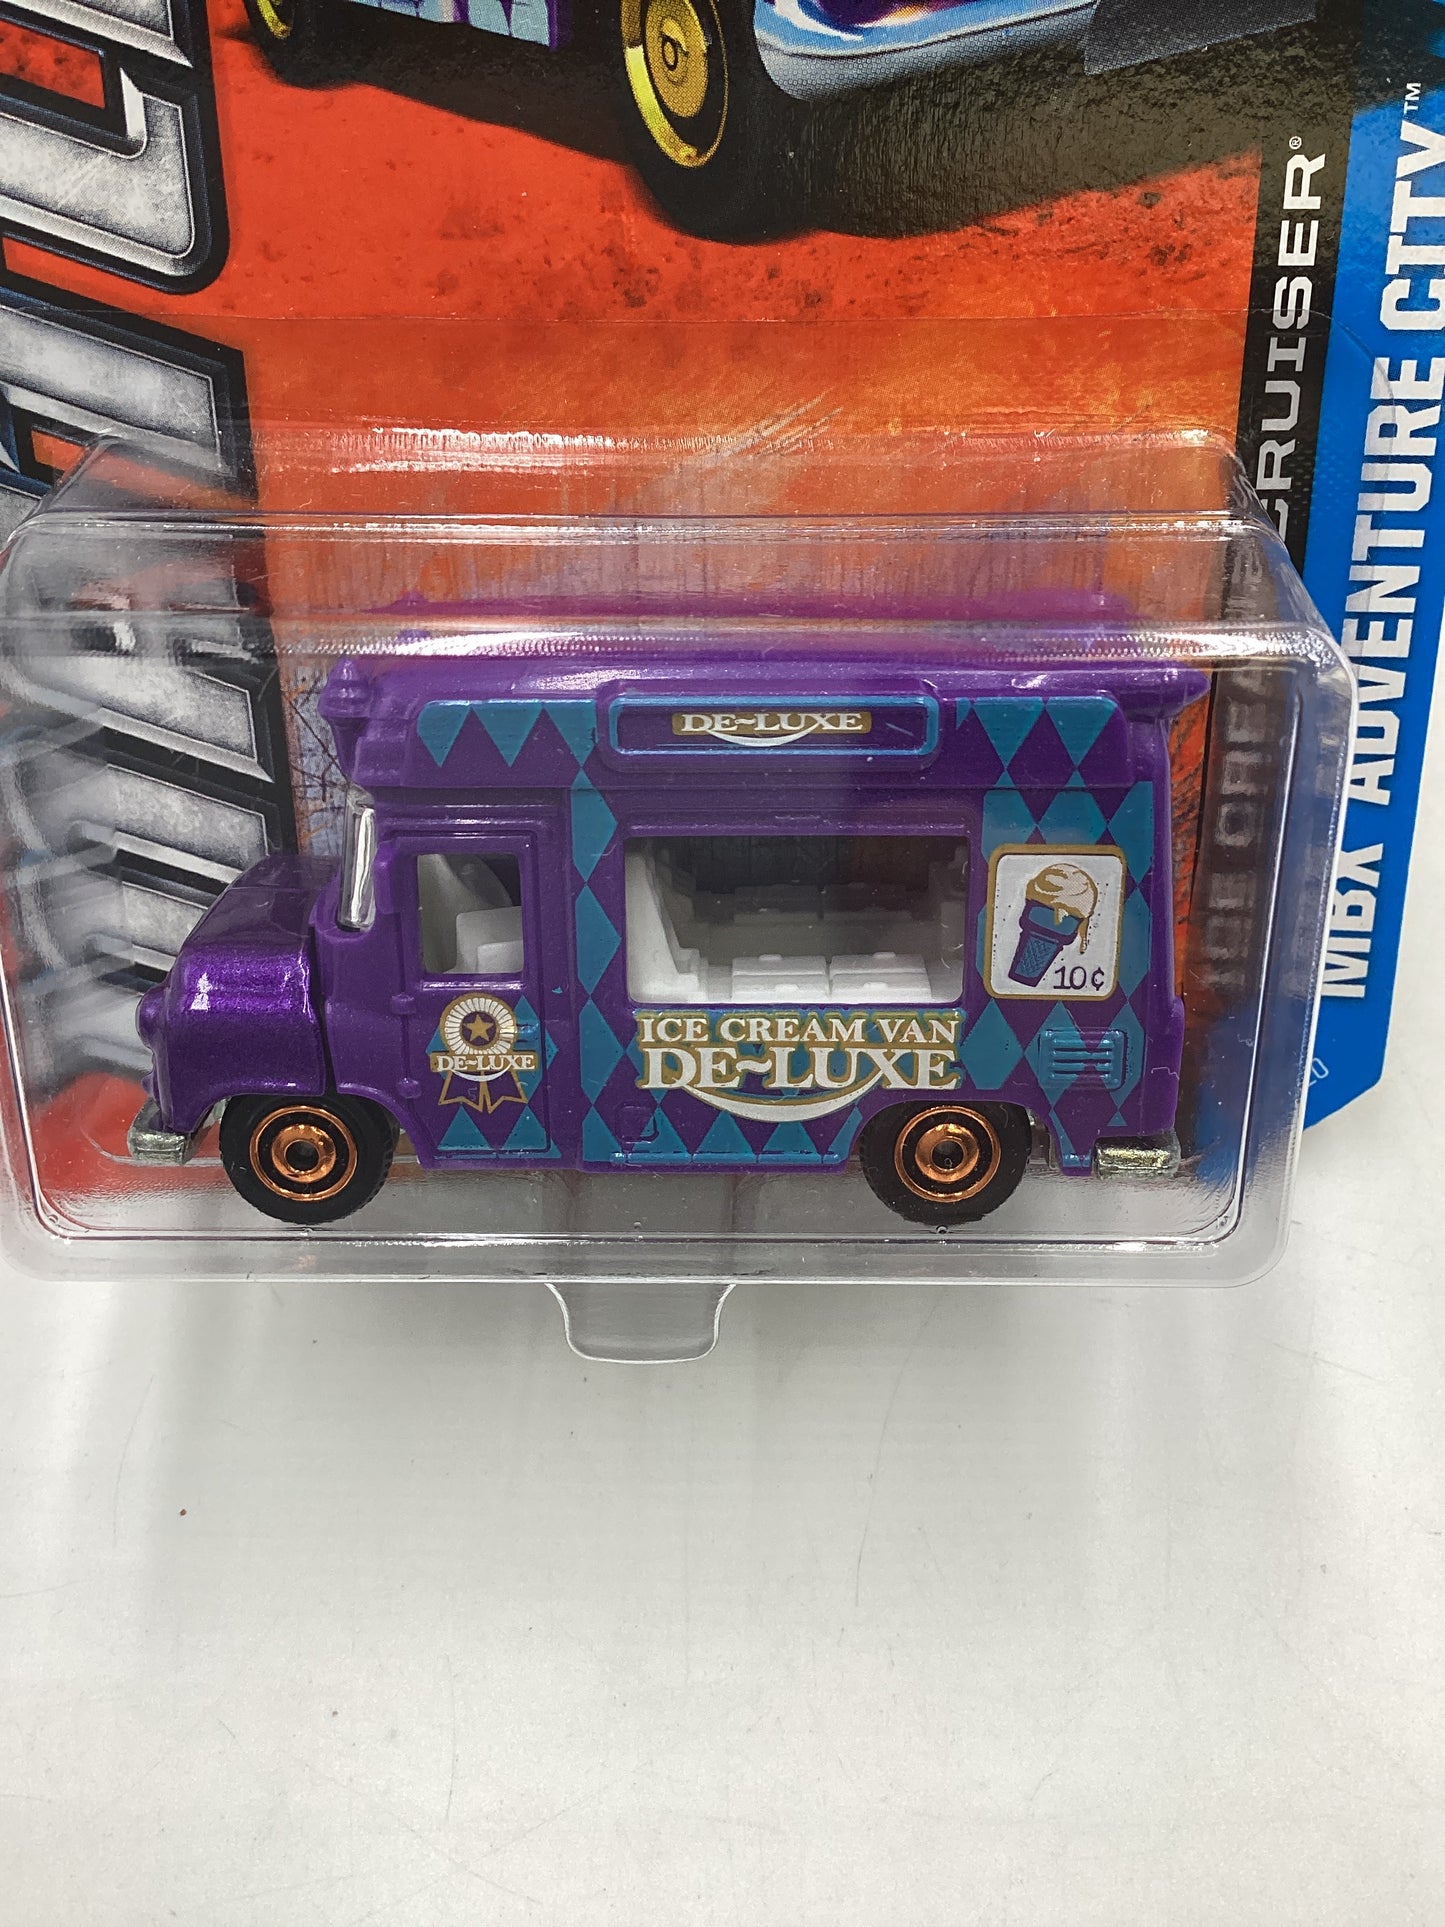 MBX ADVENTURE CITY™
CRUISER®
DE~LUXE
10¢
ICE CREAM VAN
DE~LUXE
DE~LUXE